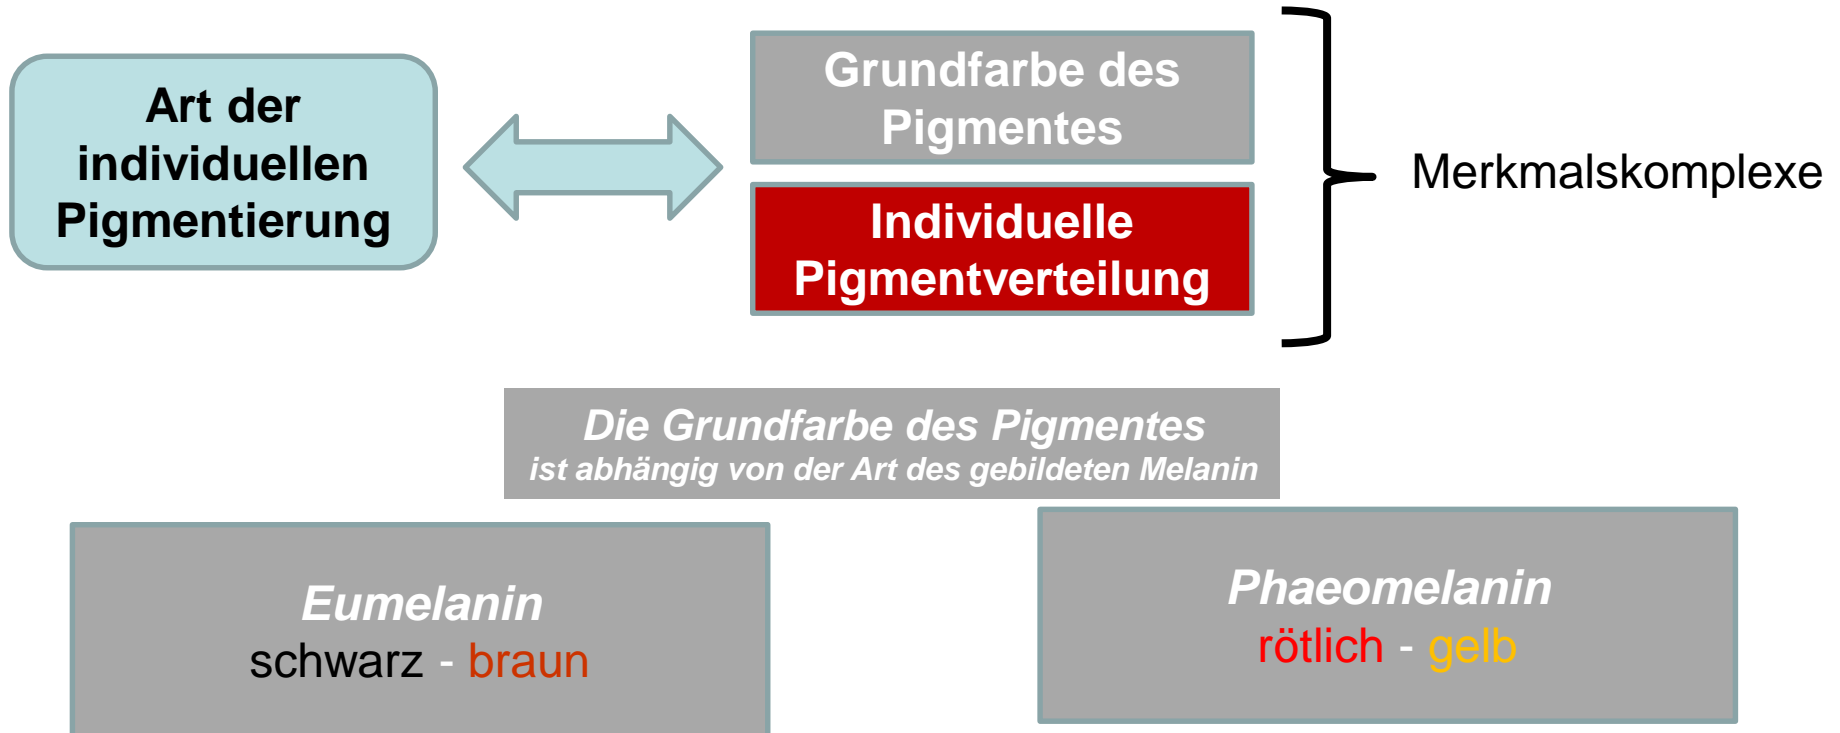 Art der
individuellen
Pigmentierung
Grundfarbe des
Pigmentes
Individuelle
Pigmentverteilung
Merkmalskomplexe
Die Grundfarbe des Pigmentes
ist abhängig von der Art des gebildeten Melanin
Eumelanin
schwarz - braun
Phaeomelanin
rötlich - gelb